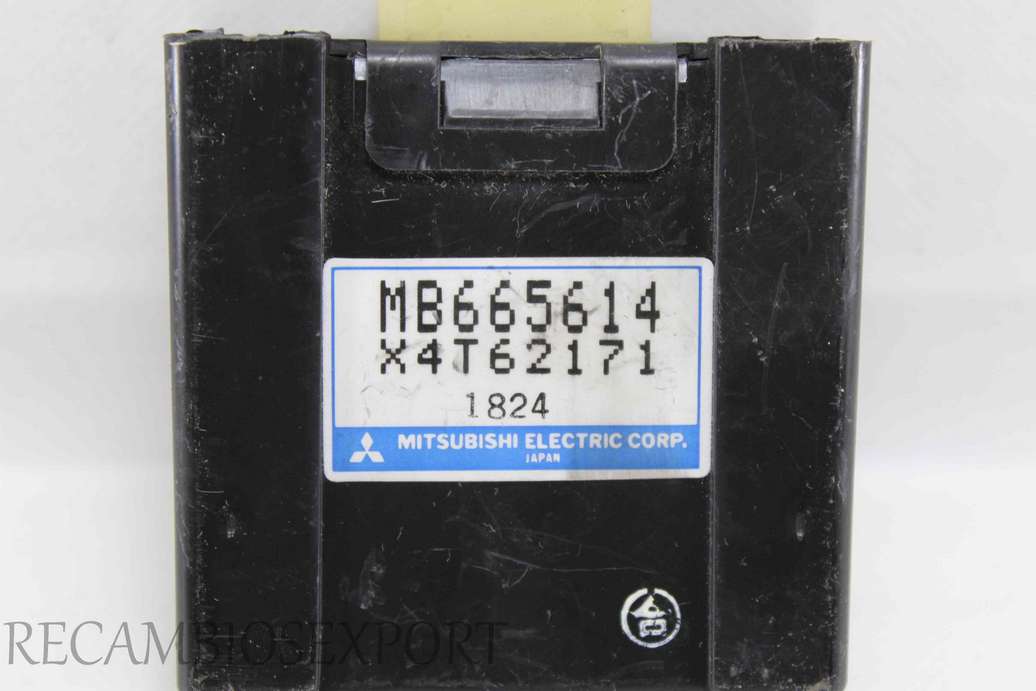 MB665614
X4T62171
1824
MITSUBISHI ELECTRIC CORP.
JAPAN
RECAMBIOSEXPORT